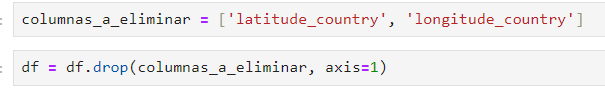 columnas_a_eliminar = ['latitude_country', 'longitude_country']
df = df.drop(columnas_a_eliminar, axis=1)